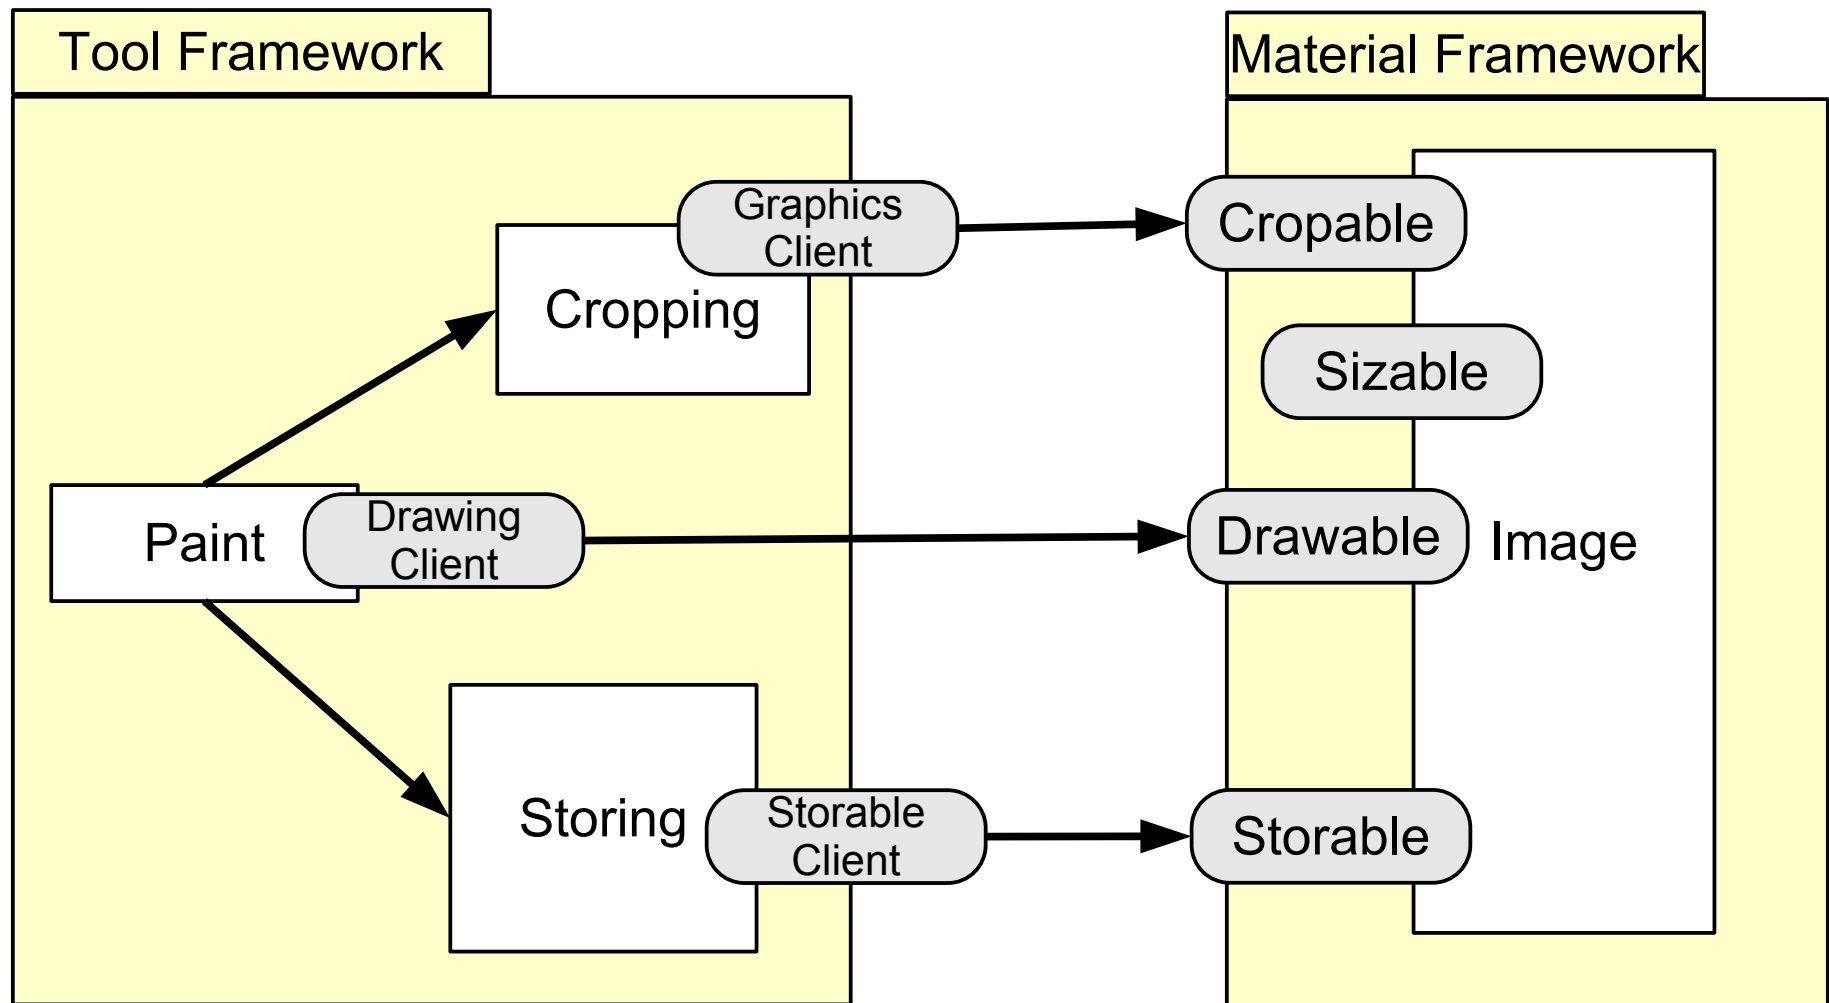 Tool Framework
Material Framework
Graphics
Client
Cropable
Cropping
Sizable
Paint
Drawing
Client
Drawable
Image
Storing
Storable
Client
Storable